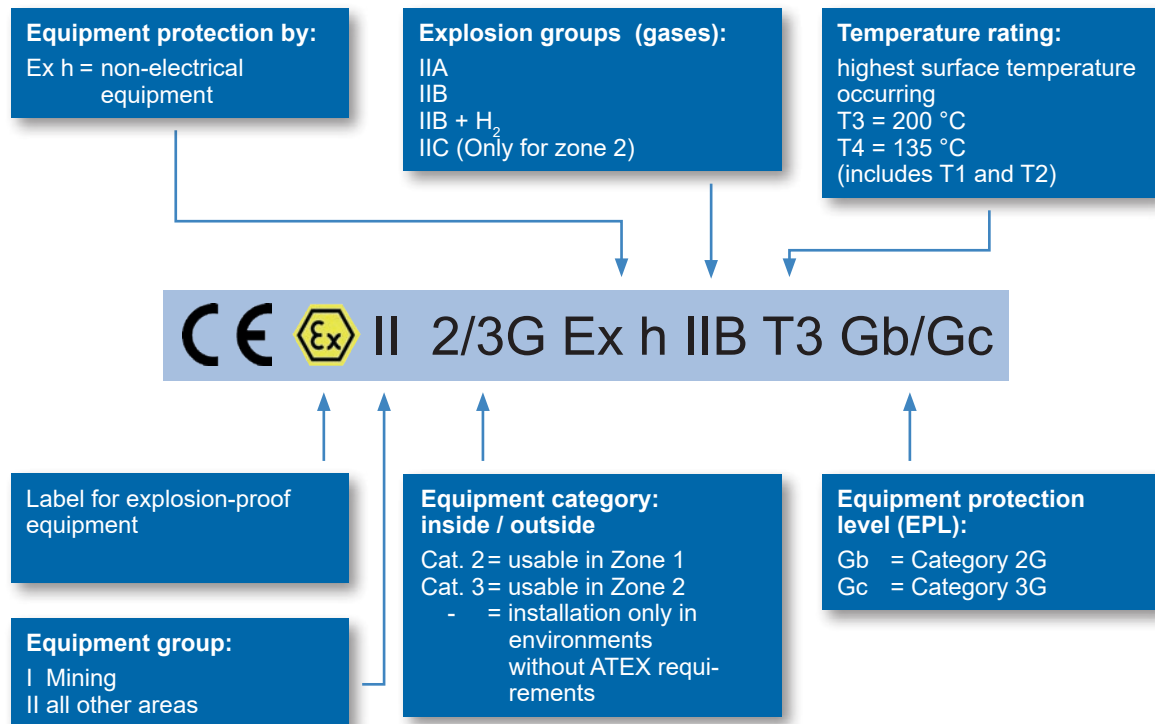 Equipment protection by:
Ex h = non-electrical
equipment
Explosion groups (gases):
IIA
IIB
IIB + H₂
IIC (Only for zone 2)
Temperature rating:
highest surface temperature
occurring
T3 = 200 °C
T4 = 135 °C
(includes T1 and T2)
CE Ex II 2/3G Ex h IIB T3 Gb/Gc
Label for explosion-proof
equipment
Equipment group:
I Mining
II all other areas
Equipment category:
inside / outside
Cat. 2 = usable in Zone 1
Cat. 3 = usable in Zone 2
- = installation only in
environments
without ATEX requi-
rements
Equipment protection
level (EPL):
Gb = Category 2G
Gc = Category 3G